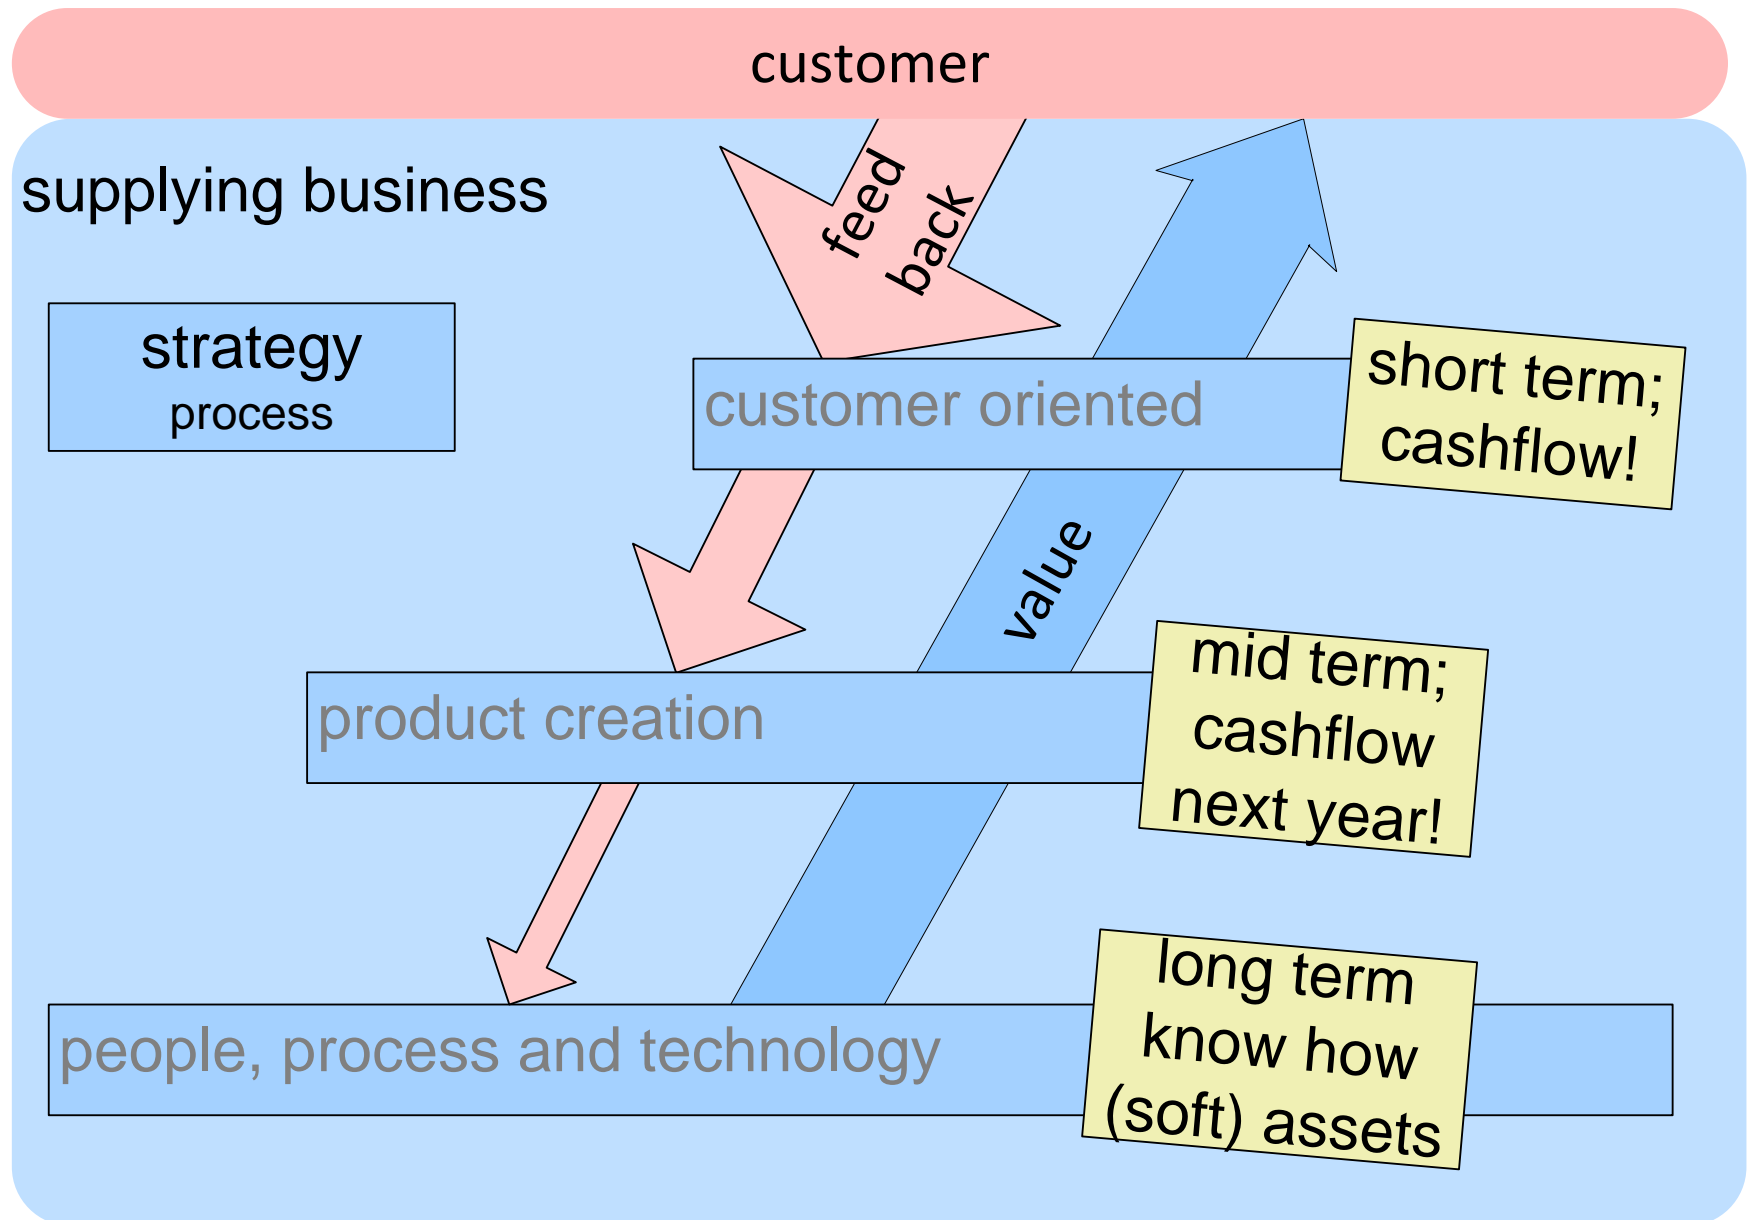 customer
supplying business
feed
back
strategy
process
customer oriented
short term;
cashflow!
value
product creation
mid term;
cashflow
next year!
people, process and technology
long term
know how
(soft) assets